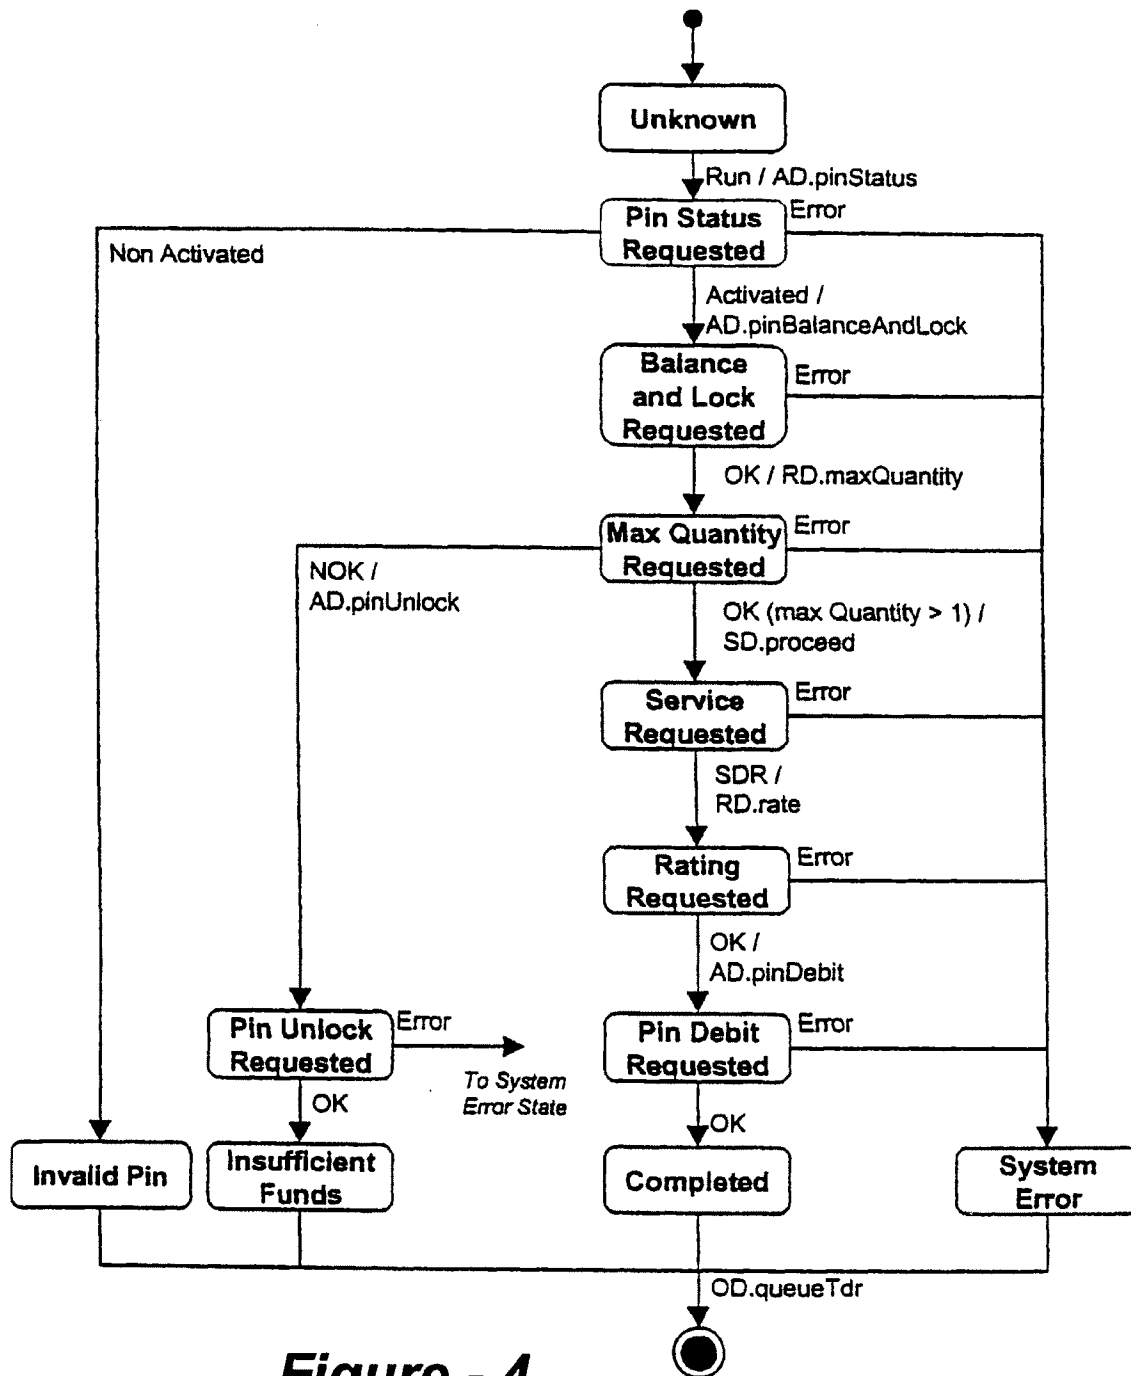 Unknown
Run / AD.pinStatus
Pin Status
Requested
Error
Non Activated
Activated /
AD.pinBalanceAndLock
Balance
and Lock
Requested
Error
OK / RD.maxQuantity
Max Quantity
Requested
Error
NOK /
AD.pinUnlock
OK (max Quantity > 1) /
SD.proceed
Service
Requested
Error
SDR /
RD.rate
Rating
Requested
Error
OK /
AD.pinDebit
Pin Unlock
Requested
Error
To System
Error State
Pin Debit
Requested
Error
OK
OK
Invalid Pin
Insufficient
Funds
Completed
System
Error
OD.queueTdr
Figure - 4